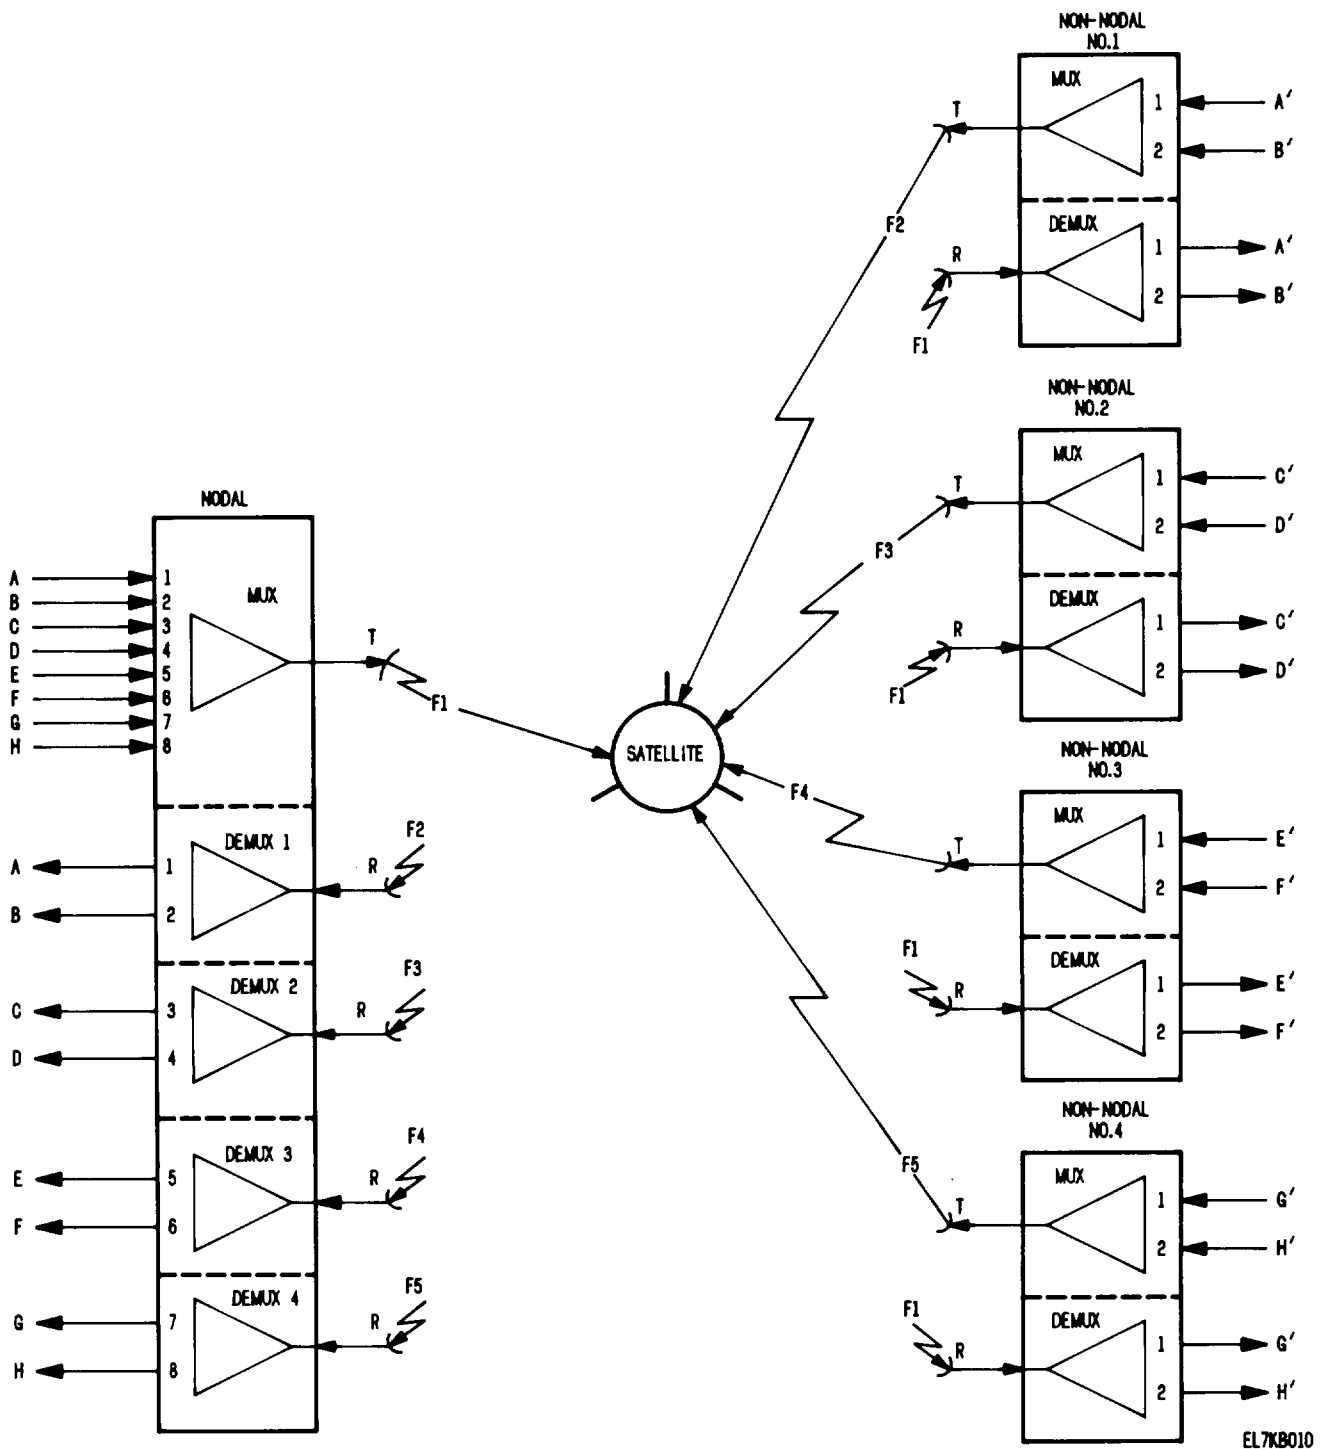 NON-NODAL
NO.1
MUX
T
1
A′
2
B′
F2
DEMUX
R
1
A′
2
B′
F1
NON-NODAL
NO.2
MUX
T
1
C′
2
D′
F3
DEMUX
R
1
C′
2
D′
F1
NODAL
A
1
B
2
C
3
D
4
E
5
F
6
G
7
H
8
MUX
T
F1
SATELLITE
NON-NODAL
NO.3
MUX
F4
T
1
E′
2
F′
DEMUX
F1
R
1
E′
2
F′
DEMUX 1
F2
R
A
1
B
2
DEMUX 2
F3
R
C
3
D
4
DEMUX 3
F4
R
E
5
F
6
DEMUX 4
F5
R
G
7
H
8
NON-NODAL
NO.4
MUX
F5
T
1
G′
2
H′
DEMUX
F1
R
1
G′
2
H′
EL7KB010